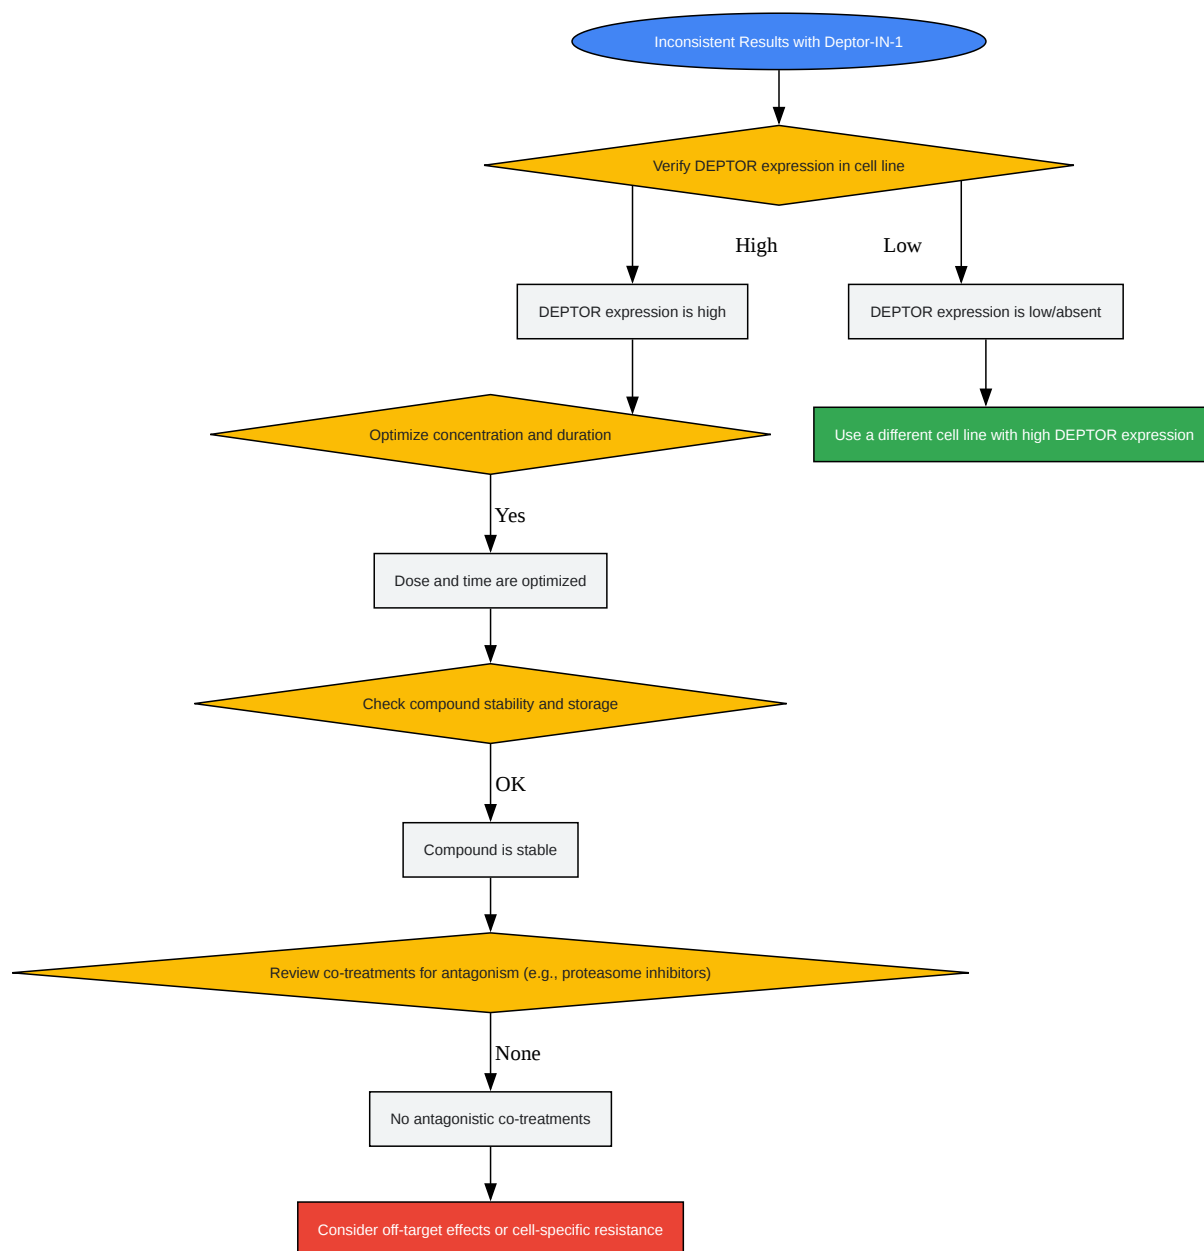 Inconsistent Results with Deptor-IN-1
Verify DEPTOR expression in cell line
High
Low
DEPTOR expression is high
DEPTOR expression is low/absent
Optimize concentration and duration
Use a different cell line with high DEPTOR expression
Yes
Dose and time are optimized
Check compound stability and storage
OK
Compound is stable
Review co-treatments for antagonism (e.g., proteasome inhibitors)
None
No antagonistic co-treatments
Consider off-target effects or cell-specific resistance